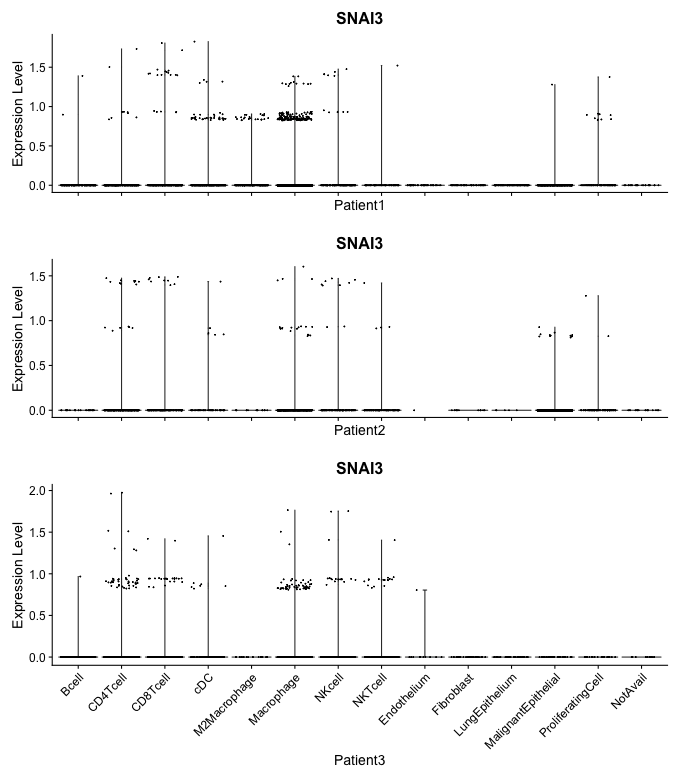 SNAI3
Expression Level
1.5
1.0
0.5
0.0
Patient1
SNAI3
Expression Level
1.5
1.0
0.5
0.0
Patient2
SNAI3
Expression Level
2.0
1.5
1.0
0.5
0.0
Bcell
CD4Tcell
CD8Tcell
cDC
M2Macrophage
Macrophage
NKcell
NKTcell
Endothelium
Fibroblast
LungEpithelium
MalignantEpithelial
ProliferatingCell
NotAvail
Patient3